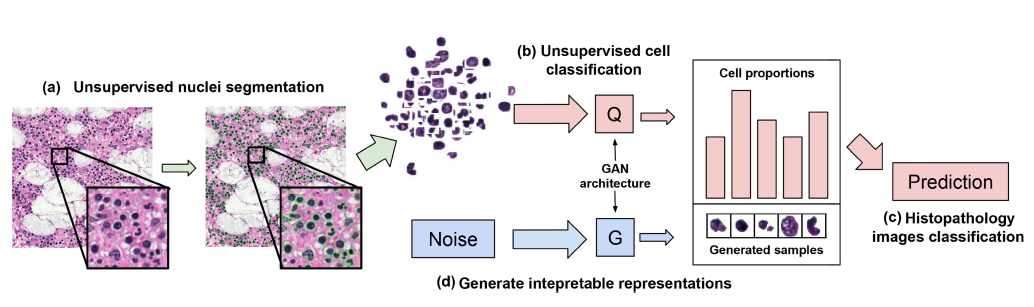 (a) Unsupervised nuclei segmentation
(b) Unsupervised cell
classification
Q
GAN
architecture
Noise
G
(d) Generate intepretable representations
Cell proportions
Generated samples
Prediction
(c) Histopathology
images classification